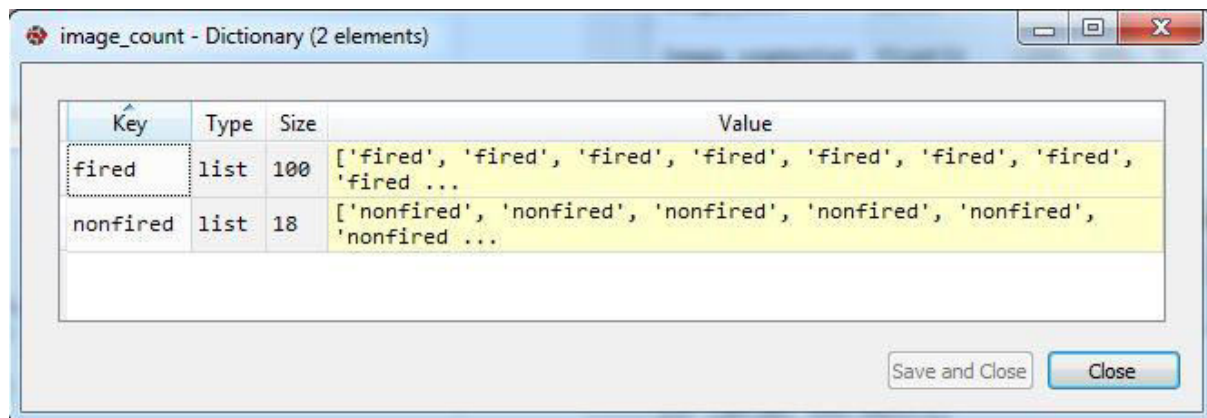 image_count - Dictionary (2 elements)
Key Type Size Value
fired list 100 ['fired', 'fired', 'fired', 'fired', 'fired', 'fired', 'fired',
'fired ...
nonfired list 18 ['nonfired', 'nonfired', 'nonfired', 'nonfired', 'nonfired',
'nonfired ...
Save and Close Close